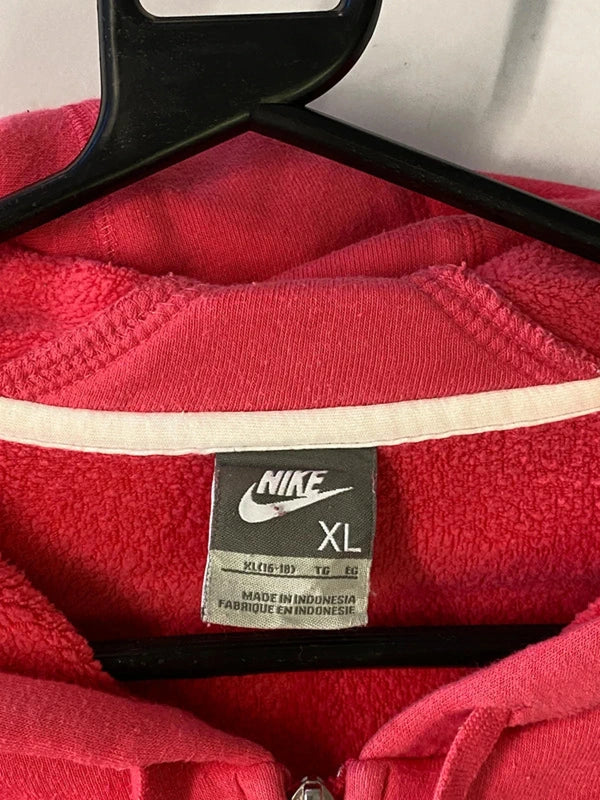 NIKE
XL
XL(16-18) TG EG
MADE IN INDONESIA
FABRIQUE EN INDONESIE